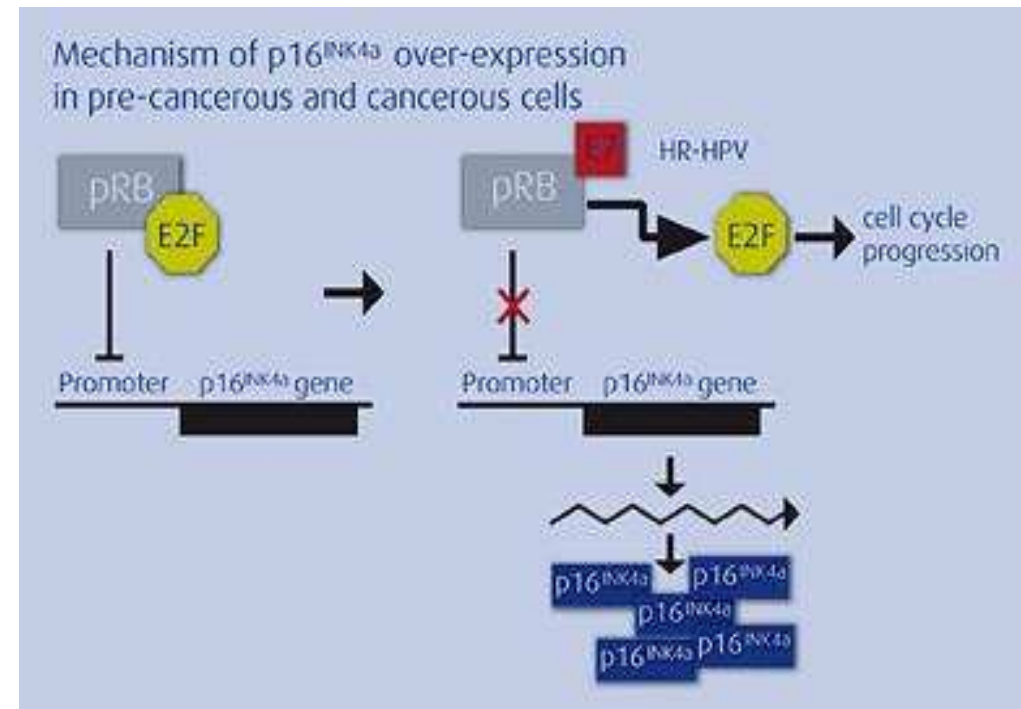 Mechanism of p16INK4a over-expression
in pre-cancerous and cancerous cells
pRB
E2F
Promoter p16INK4a gene
E7 HR-HPV
pRB
E2F
cell cycle
progression
Promoter p16INK4a gene
p16INK4a
p16INK4a
p16INK4a
p16INK4a
p16INK4a